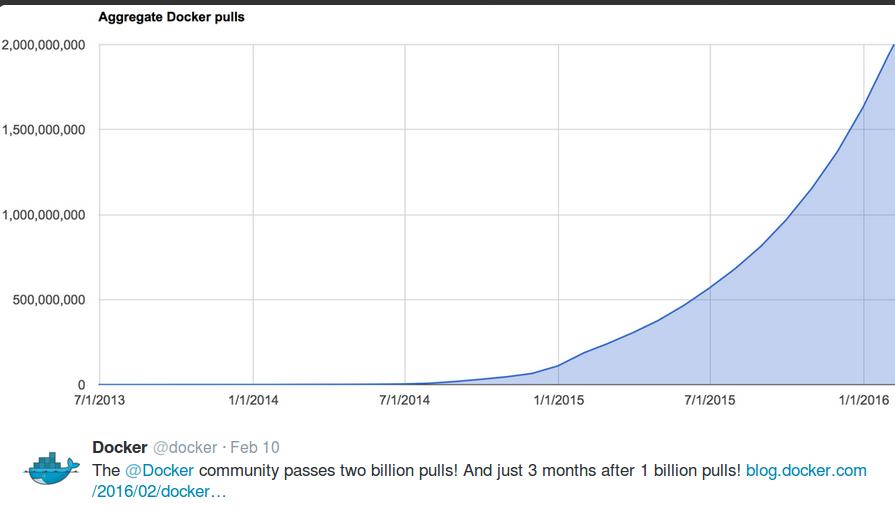 Aggregate Docker pulls
2,000,000,000
1,500,000,000
1,000,000,000
500,000,000
0
7/1/2013 1/1/2014 7/1/2014 1/1/2015 7/1/2015 1/1/2016
Docker @docker · Feb 10
The @Docker community passes two billion pulls! And just 3 months after 1 billion pulls! blog.docker.com
/2016/02/docker…